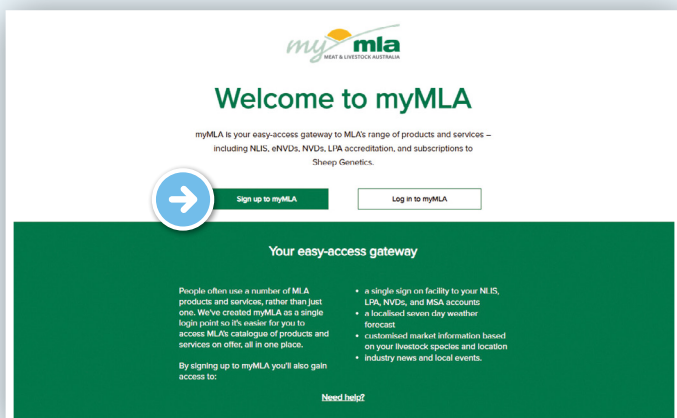 my mla
MEAT & LIVESTOCK AUSTRALIA
Welcome to myMLA
myMLA is your easy-access gateway to MLA's range of products and services –
including NLIS, eNVDs, NVDs, LPA accreditation, and subscriptions to
Sheep Genetics.
Sign up to myMLA
Log in to myMLA
Your easy-access gateway
People often use a number of MLA
products and services, rather than just
one. We've created myMLA as a single
login point so it's easier for you to
access MLA's catalogue of products and
services on offer, all in one place.
By signing up to myMLA you'll also gain
access to:
• a single sign on facility to your NLIS,
LPA, NVDs, and MSA accounts
• a localised seven day weather
forecast
• customised market information based
on your livestock species and location
• industry news and local events.
Need help?